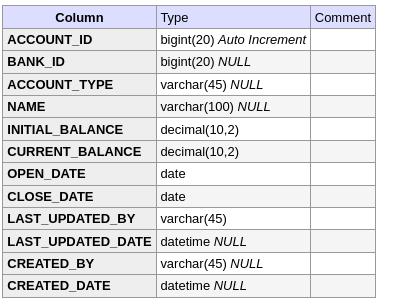 Column Type Comment
ACCOUNT_ID bigint(20) Auto Increment
BANK_ID bigint(20) NULL
ACCOUNT_TYPE varchar(45) NULL
NAME varchar(100) NULL
INITIAL_BALANCE decimal(10,2)
CURRENT_BALANCE decimal(10,2)
OPEN_DATE date
CLOSE_DATE date
LAST_UPDATED_BY varchar(45)
LAST_UPDATED_DATE datetime NULL
CREATED_BY varchar(45) NULL
CREATED_DATE datetime NULL